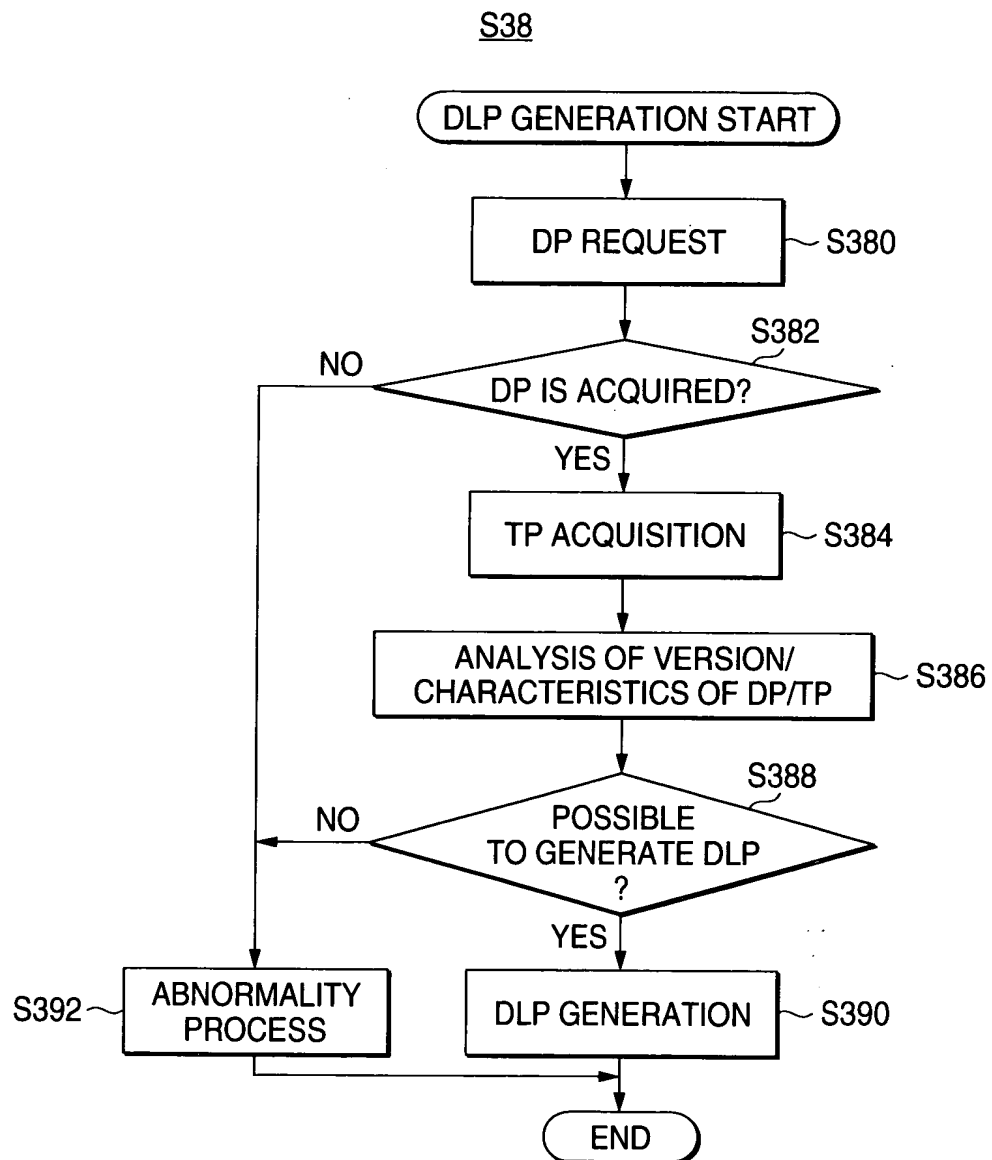 S38
DLP GENERATION START
DP REQUEST
S380
S382
NO
DP IS ACQUIRED?
YES
TP ACQUISITION
S384
ANALYSIS OF VERSION/
CHARACTERISTICS OF DP/TP
S386
S388
NO
POSSIBLE
TO GENERATE DLP
?
YES
S392
ABNORMALITY
PROCESS
DLP GENERATION
S390
END